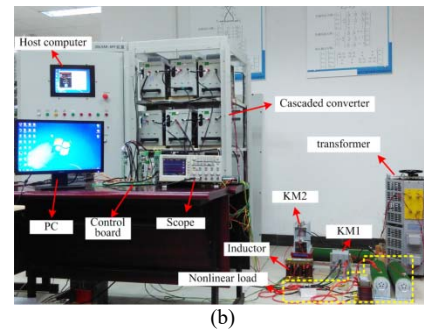 Host computer
Cascaded converter
transformer
KM2
KM1
PC
Control
board
Scope
Inductor
Nonlinear load
(b)